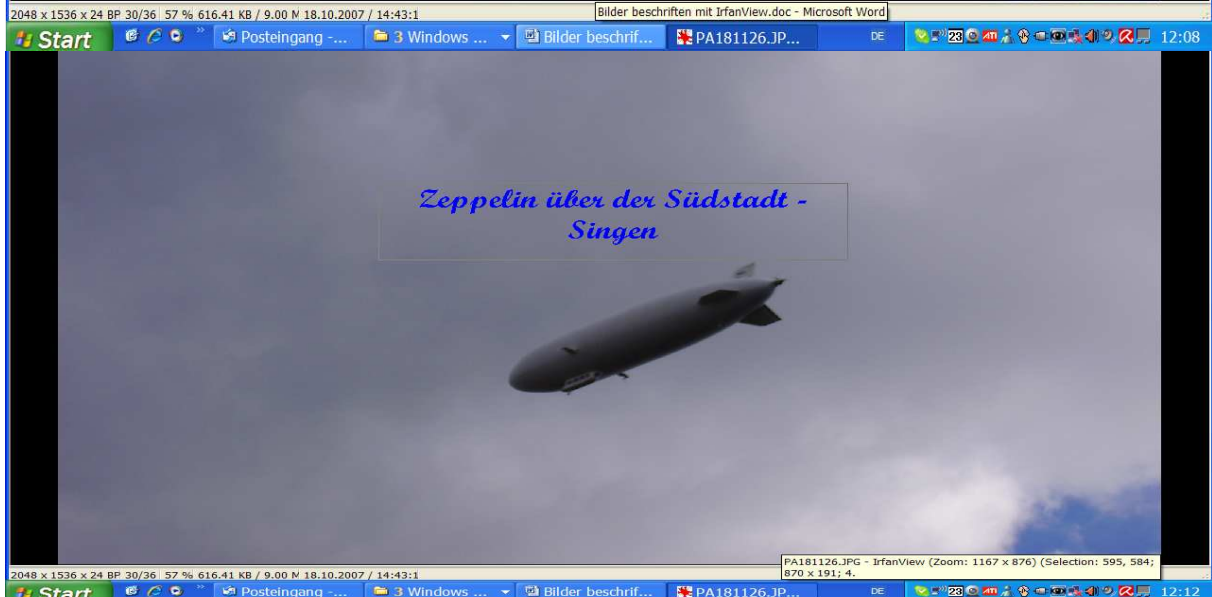 2048 x 1536 x 24 BP 30/36 57 % 616.41 KB / 9.00 M 18.10.2007 / 14:43:1
Bilder beschriften mit IrfanView.doc - Microsoft Word
Start Posteingang -... 3 Windows ... Bilder beschrif... PA181126.JP... DE 23 ATI 12:08
Zeppelin über der Südstadt -
Singen
PA181126.JPG - IrfanView (Zoom: 1167 x 876) (Selection: 595, 584;
870 x 191; 4.
2048 x 1536 x 24 BP 30/36 57 % 616.41 KB / 9.00 M 18.10.2007 / 14:43:1
Start Posteingang -... 3 Windows ... Bilder beschrif... PA181126.JP... DE 23 ATI 12:12